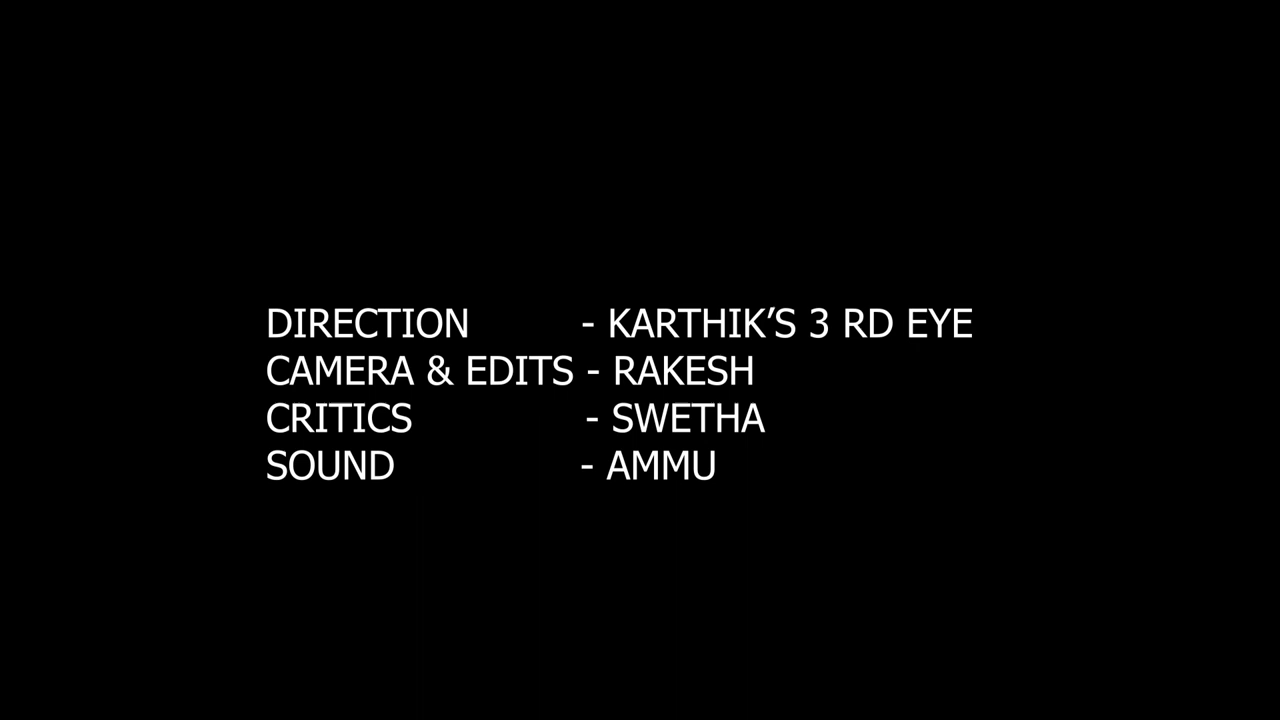 DIRECTION - KARTHIK’S 3 RD EYE
CAMERA & EDITS - RAKESH
CRITICS - SWETHA
SOUND - AMMU